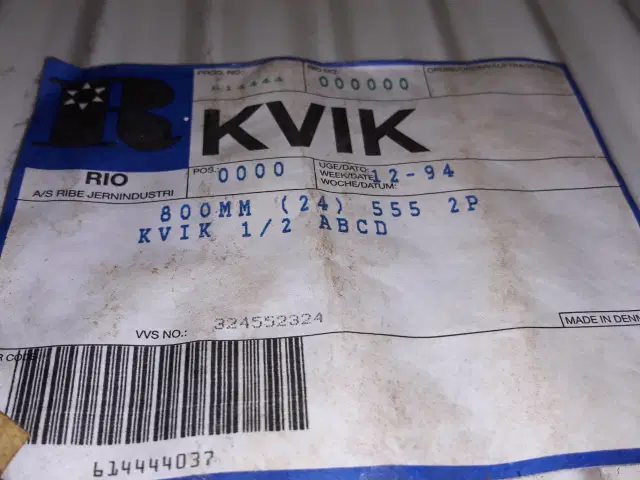 PROD. NO.
614444
000000
R
KVIK
RIO
A/S RIBE JERNINDUSTRI
POS.:
0000
UGE/DATO:
WEEK/DATE:
WOCHE/DATUM:
12-94
800MM (24) 555 2P
KVIK 1/2 ABCD
VVS NO.:
324552324
MADE IN DENM
R CODE
614444037